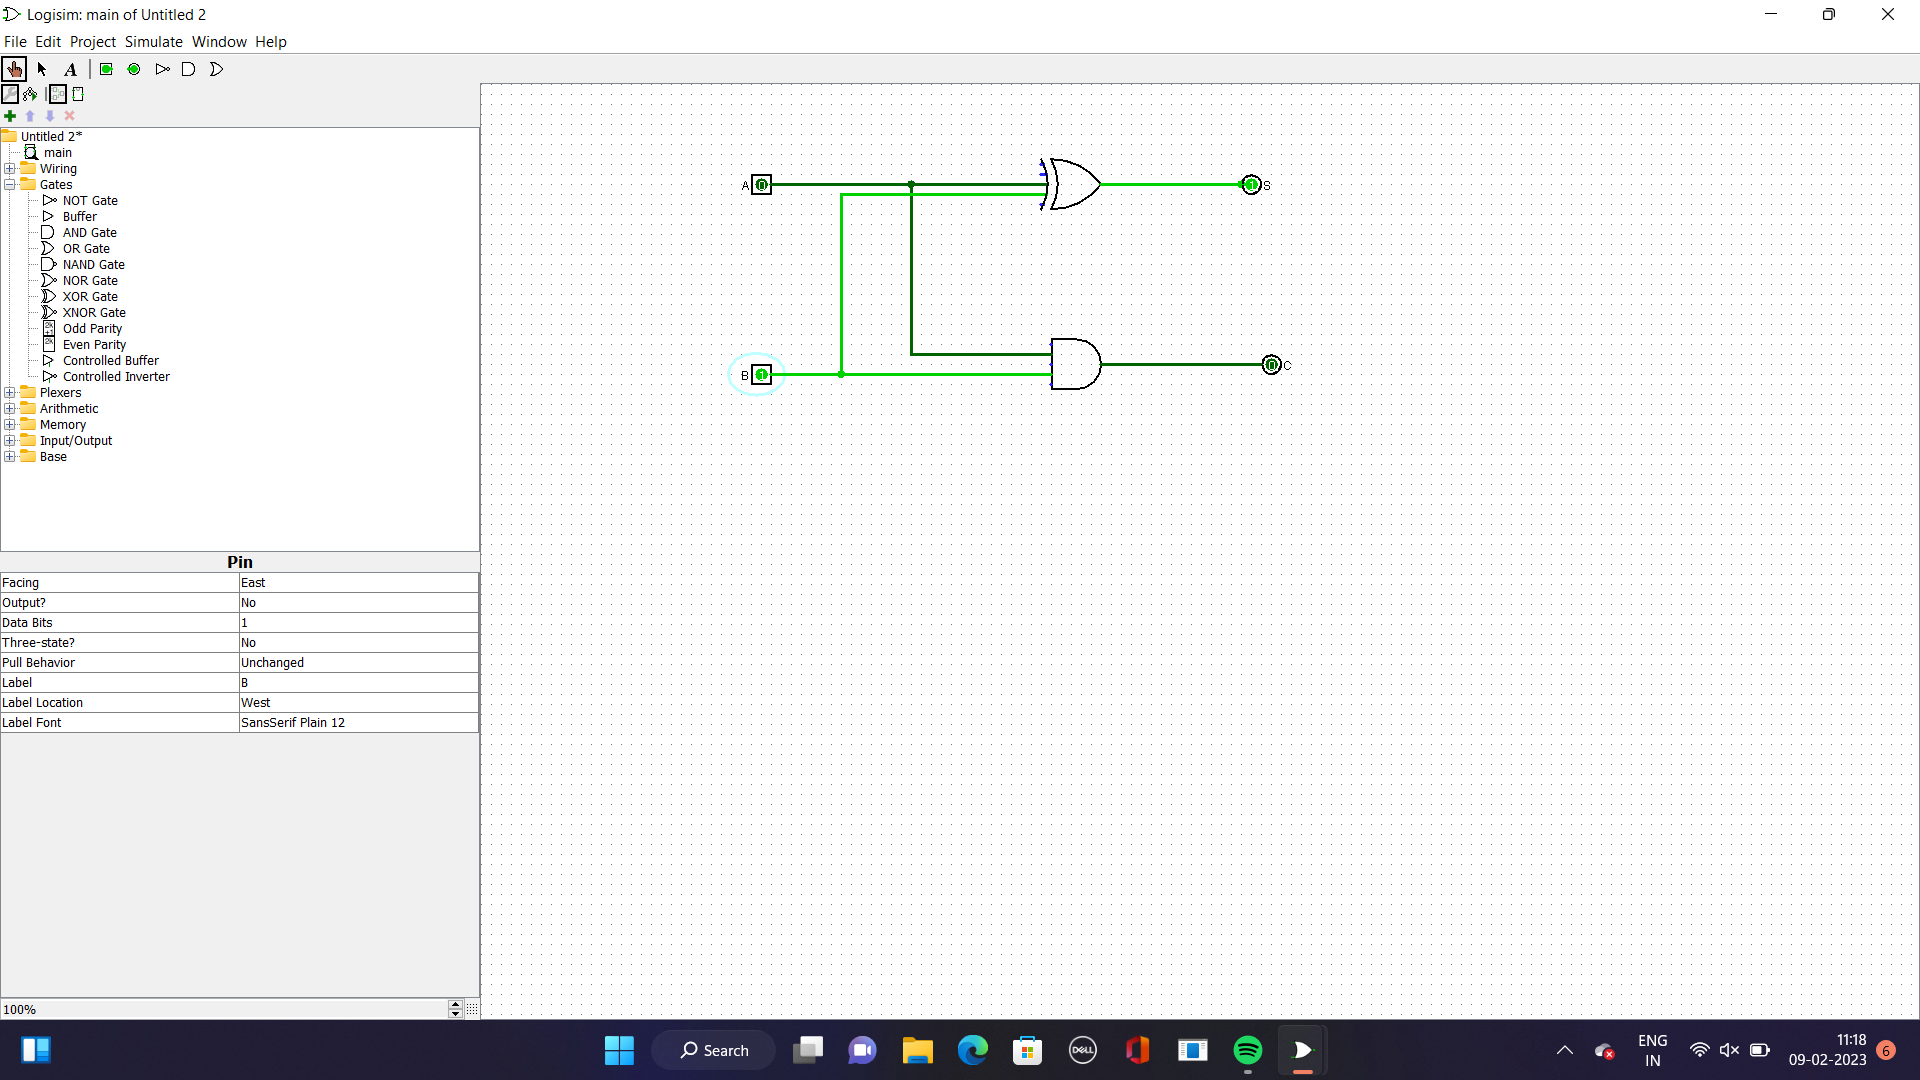 Logisim: main of Untitled 2
File Edit Project Simulate Window Help
A
Untitled 2*
main
Wiring
Gates
NOT Gate
Buffer
AND Gate
OR Gate
NAND Gate
NOR Gate
XOR Gate
XNOR Gate
2k+1 Odd Parity
2k Even Parity
Controlled Buffer
Controlled Inverter
Plexers
Arithmetic
Memory
Input/Output
Base
A 0
1 S
B 1
0 C
Pin
Facing East
Output? No
Data Bits 1
Three-state? No
Pull Behavior Unchanged
Label B
Label Location West
Label Font SansSerif Plain 12
100%
Search
DELL
ENG
IN
11:18
09-02-2023
6